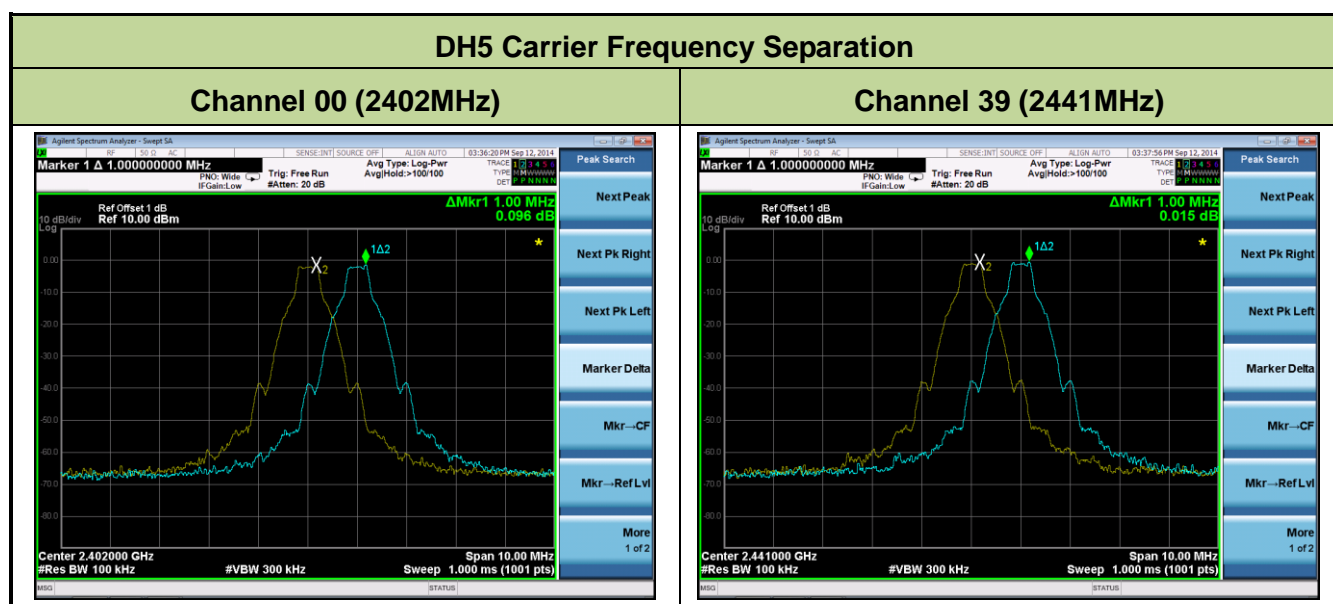 DH5 Carrier Frequency Separation
Channel 00 (2402MHz)
Channel 39 (2441MHz)
Agilent Spectrum Analyzer - Swept SA
LXI RF 50 Ω AC SENSE:INT SOURCE OFF ALIGN AUTO 03:36:20 PM Sep 12, 2014
Marker 1 Δ 1.000000000 MHz
PNO: Wide
IFGain:Low
Trig: Free Run
#Atten: 20 dB
Avg Type: Log-Pwr
Avg|Hold:>100/100
TRACE 1 2 3 4 5 6
TYPE M M W W W W
DET P P N N N N
Peak Search
ΔMkr1 1.00 MHz
0.096 dB
Ref Offset 1 dB
10 dB/div Ref 10.00 dBm
Log
0.00
-10.0
-20.0
-30.0
-40.0
-50.0
-60.0
-70.0
-80.0
X2
1Δ2
*
Next Peak
Next Pk Right
Next Pk Left
Marker Delta
Mkr→CF
Mkr→Ref Lvl
More
1 of 2
Center 2.402000 GHz Span 10.00 MHz
#Res BW 100 kHz #VBW 300 kHz Sweep 1.000 ms (1001 pts)
MSG STATUS
Agilent Spectrum Analyzer - Swept SA
LXI RF 50 Ω AC SENSE:INT SOURCE OFF ALIGN AUTO 03:37:56 PM Sep 12, 2014
Marker 1 Δ 1.000000000 MHz
PNO: Wide
IFGain:Low
Trig: Free Run
#Atten: 20 dB
Avg Type: Log-Pwr
Avg|Hold:>100/100
TRACE 1 2 3 4 5 6
TYPE M M W W W W
DET P P N N N N
Peak Search
ΔMkr1 1.00 MHz
0.015 dB
Ref Offset 1 dB
10 dB/div Ref 10.00 dBm
Log
0.00
-10.0
-20.0
-30.0
-40.0
-50.0
-60.0
-70.0
-80.0
X2
1Δ2
*
Next Peak
Next Pk Right
Next Pk Left
Marker Delta
Mkr→CF
Mkr→Ref Lvl
More
1 of 2
Center 2.441000 GHz Span 10.00 MHz
#Res BW 100 kHz #VBW 300 kHz Sweep 1.000 ms (1001 pts)
MSG STATUS